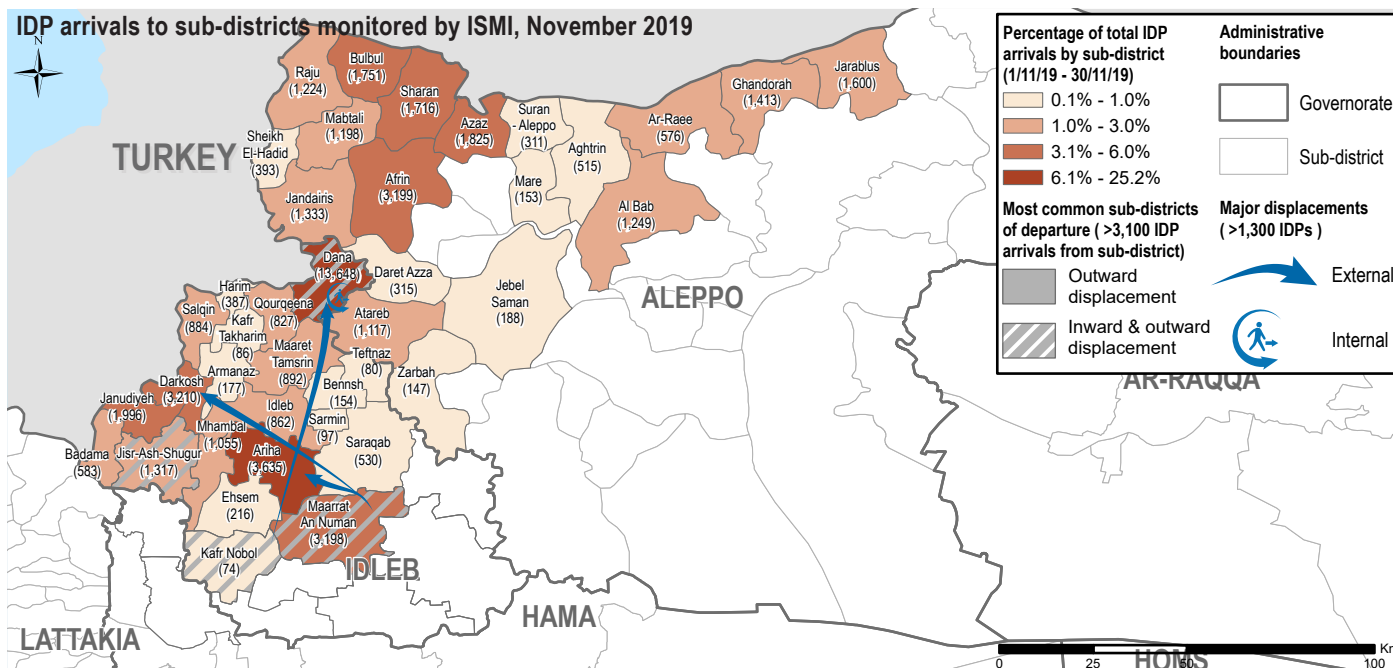 IDP arrivals to sub-districts monitored by ISMI, November 2019
N
Percentage of total IDP
arrivals by sub-district
(1/11/19 - 30/11/19)
0.1% - 1.0%
1.0% - 3.0%
3.1% - 6.0%
6.1% - 25.2%
Most common sub-districts
of departure ( >3,100 IDP
arrivals from sub-district)
Outward
displacement
Inward & outward
displacement
Administrative
boundaries
Governorate
Sub-district
Major displacements
( >1,300 IDPs )
External
Internal
TURKEY
ALEPPO
AR-RAQQA
IDLEB
HAMA
LATTAKIA
HOMS
Raju
(1,224)
Bulbul
(1,751)
Sharan
(1,716)
Mabtali
(1,198)
Azaz
(1,825)
Suran
- Aleppo
(311)
Aghtrin
(515)
Ar-Raee
(576)
Ghandorah
(1,413)
Jarablus
(1,600)
Sheikh
El-Hadid
(393)
Afrin
(3,199)
Mare
(153)
Al Bab
(1,249)
Jandairis
(1,333)
Dana
(13,648)
Daret Azza
(315)
Jebel
Saman
(188)
Harim
(387)
Salqin
(884)
Qourqeena
(827)
Kafr
Takharim
(86)
Atareb
(1,117)
Maaret
Tamsrin
(892)
Teftnaz
(80)
Zarbah
(147)
Armanaz
(177)
Bennsh
(154)
Darkosh
(3,210)
Janudiyeh
(1,996)
Idleb
(862)
Sarmin
(97)
Mhambal
(1,055)
Saraqab
(530)
Badama
(583)
Jisr-Ash-Shugur
(1,317)
Ariha
(3,635)
Ehsem
(216)
Maarrat
An Numan
(3,198)
Kafr Nobol
(74)
Km
0
25
50
100